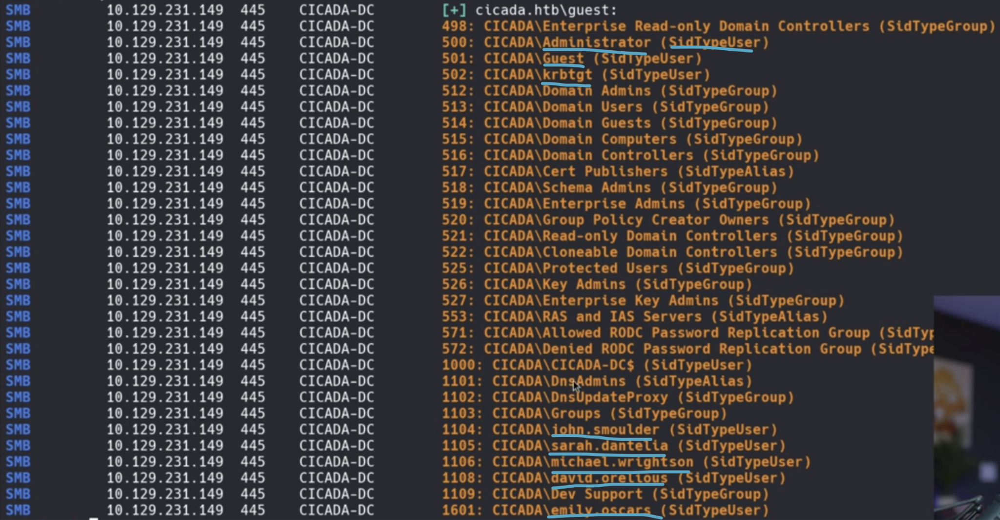 SMB 10.129.231.149 445 CICADA-DC [+] cicada.htb\guest:
SMB 10.129.231.149 445 CICADA-DC 498: CICADA\Enterprise Read-only Domain Controllers (SidTypeGroup)
SMB 10.129.231.149 445 CICADA-DC 500: CICADA\Administrator (SidTypeUser)
SMB 10.129.231.149 445 CICADA-DC 501: CICADA\Guest (SidTypeUser)
SMB 10.129.231.149 445 CICADA-DC 502: CICADA\krbtgt (SidTypeUser)
SMB 10.129.231.149 445 CICADA-DC 512: CICADA\Domain Admins (SidTypeGroup)
SMB 10.129.231.149 445 CICADA-DC 513: CICADA\Domain Users (SidTypeGroup)
SMB 10.129.231.149 445 CICADA-DC 514: CICADA\Domain Guests (SidTypeGroup)
SMB 10.129.231.149 445 CICADA-DC 515: CICADA\Domain Computers (SidTypeGroup)
SMB 10.129.231.149 445 CICADA-DC 516: CICADA\Domain Controllers (SidTypeGroup)
SMB 10.129.231.149 445 CICADA-DC 517: CICADA\Cert Publishers (SidTypeAlias)
SMB 10.129.231.149 445 CICADA-DC 518: CICADA\Schema Admins (SidTypeGroup)
SMB 10.129.231.149 445 CICADA-DC 519: CICADA\Enterprise Admins (SidTypeGroup)
SMB 10.129.231.149 445 CICADA-DC 520: CICADA\Group Policy Creator Owners (SidTypeGroup)
SMB 10.129.231.149 445 CICADA-DC 521: CICADA\Read-only Domain Controllers (SidTypeGroup)
SMB 10.129.231.149 445 CICADA-DC 522: CICADA\Cloneable Domain Controllers (SidTypeGroup)
SMB 10.129.231.149 445 CICADA-DC 525: CICADA\Protected Users (SidTypeGroup)
SMB 10.129.231.149 445 CICADA-DC 526: CICADA\Key Admins (SidTypeGroup)
SMB 10.129.231.149 445 CICADA-DC 527: CICADA\Enterprise Key Admins (SidTypeGroup)
SMB 10.129.231.149 445 CICADA-DC 553: CICADA\RAS and IAS Servers (SidTypeAlias)
SMB 10.129.231.149 445 CICADA-DC 571: CICADA\Allowed RODC Password Replication Group (SidTyp
SMB 10.129.231.149 445 CICADA-DC 572: CICADA\Denied RODC Password Replication Group (SidType
SMB 10.129.231.149 445 CICADA-DC 1000: CICADA\CICADA-DC$ (SidTypeUser)
SMB 10.129.231.149 445 CICADA-DC 1101: CICADA\DnsAdmins (SidTypeAlias)
SMB 10.129.231.149 445 CICADA-DC 1102: CICADA\DnsUpdateProxy (SidTypeGroup)
SMB 10.129.231.149 445 CICADA-DC 1103: CICADA\Groups (SidTypeGroup)
SMB 10.129.231.149 445 CICADA-DC 1104: CICADA\john.smoulder (SidTypeUser)
SMB 10.129.231.149 445 CICADA-DC 1105: CICADA\sarah.dantelia (SidTypeUser)
SMB 10.129.231.149 445 CICADA-DC 1106: CICADA\michael.wrightson (SidTypeUser)
SMB 10.129.231.149 445 CICADA-DC 1108: CICADA\david.orelious (SidTypeUser)
SMB 10.129.231.149 445 CICADA-DC 1109: CICADA\Dev Support (SidTypeGroup)
SMB 10.129.231.149 445 CICADA-DC 1601: CICADA\emily.oscars (SidTypeUser)